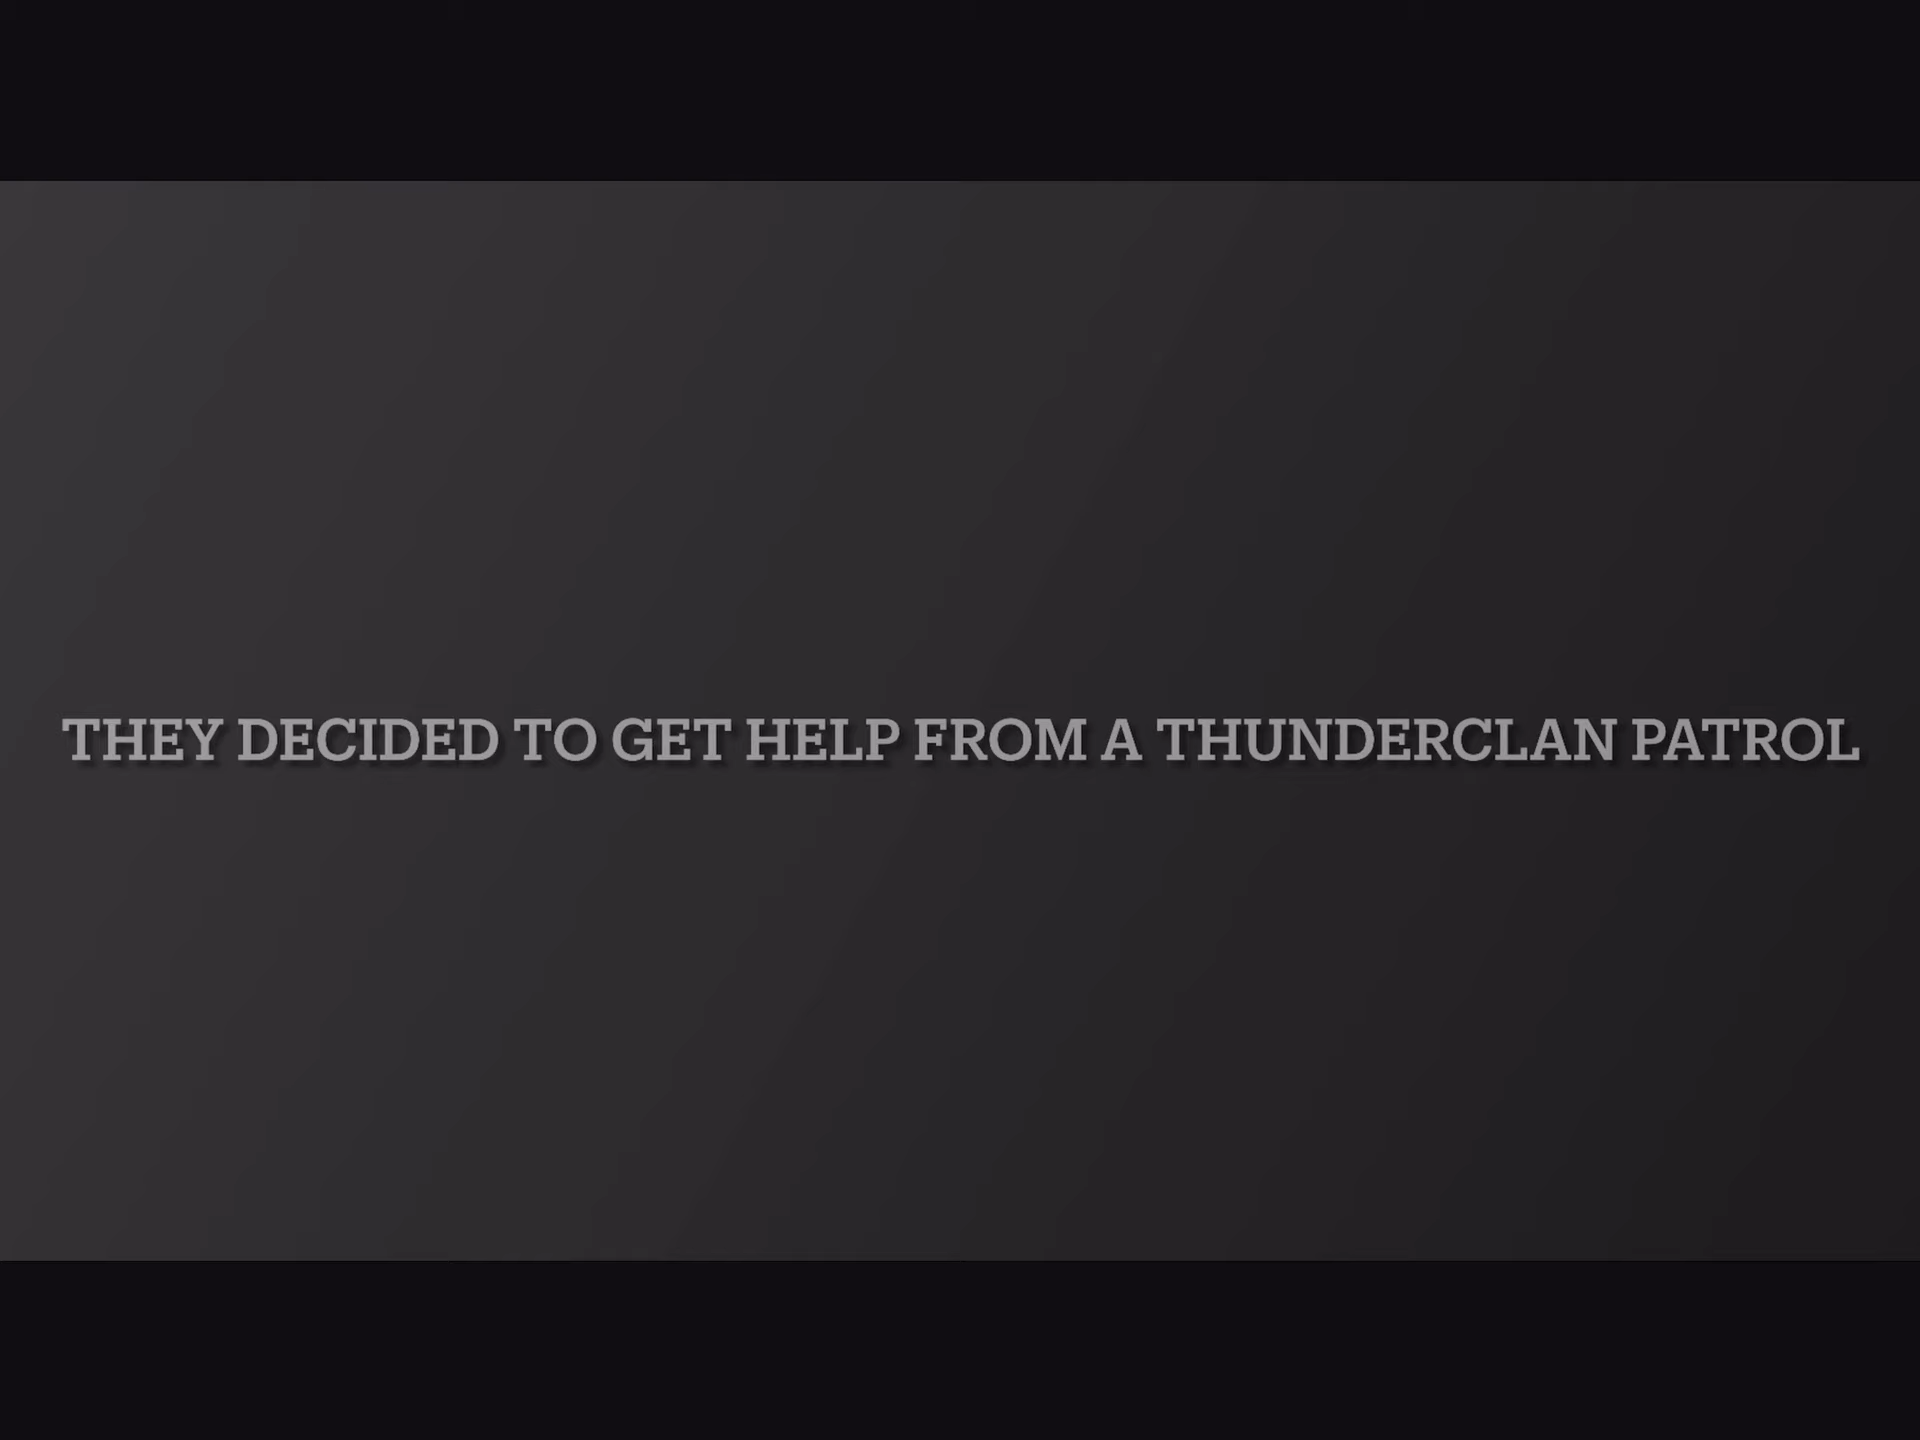 THEY DECIDED TO GET HELP FROM A THUNDERCLAN PATROL